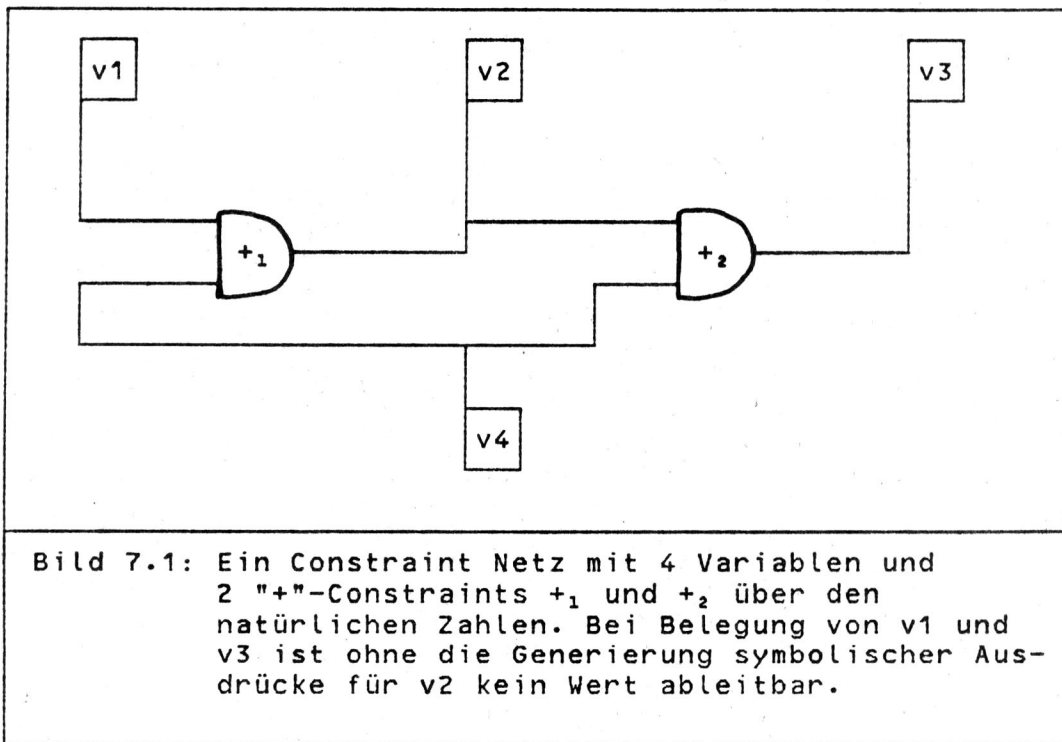 v1 v2 v3
+₁ +₂
v4
Bild 7.1: Ein Constraint Netz mit 4 Variablen und
2 "+"-Constraints +₁ und +₂ über den
natürlichen Zahlen. Bei Belegung von v1 und
v3 ist ohne die Generierung symbolischer Aus-
drücke für v2 kein Wert ableitbar.